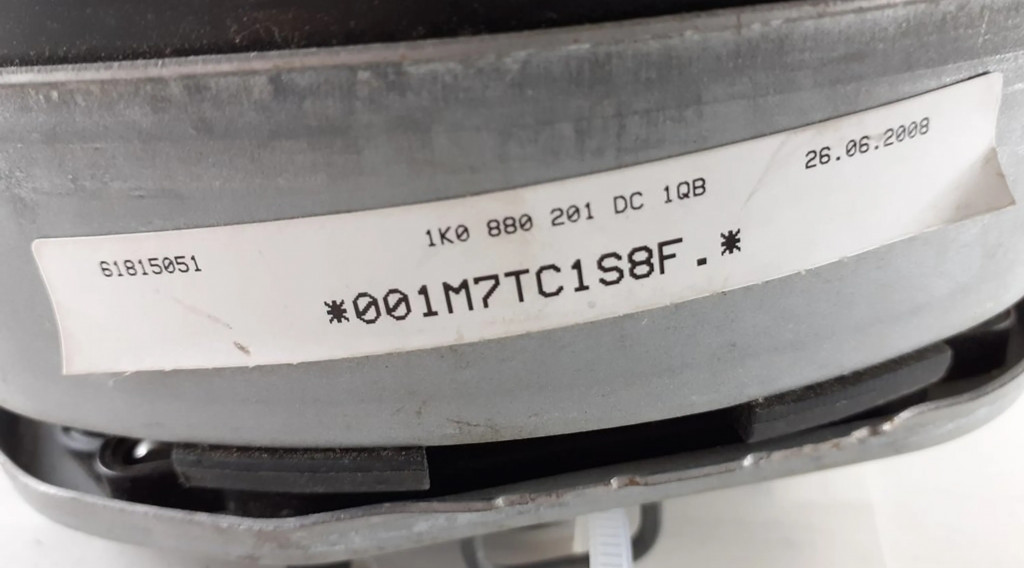 26.06.2008
1K0 880 201 DC 1QB
61815051
*001M7TC1S8F.*